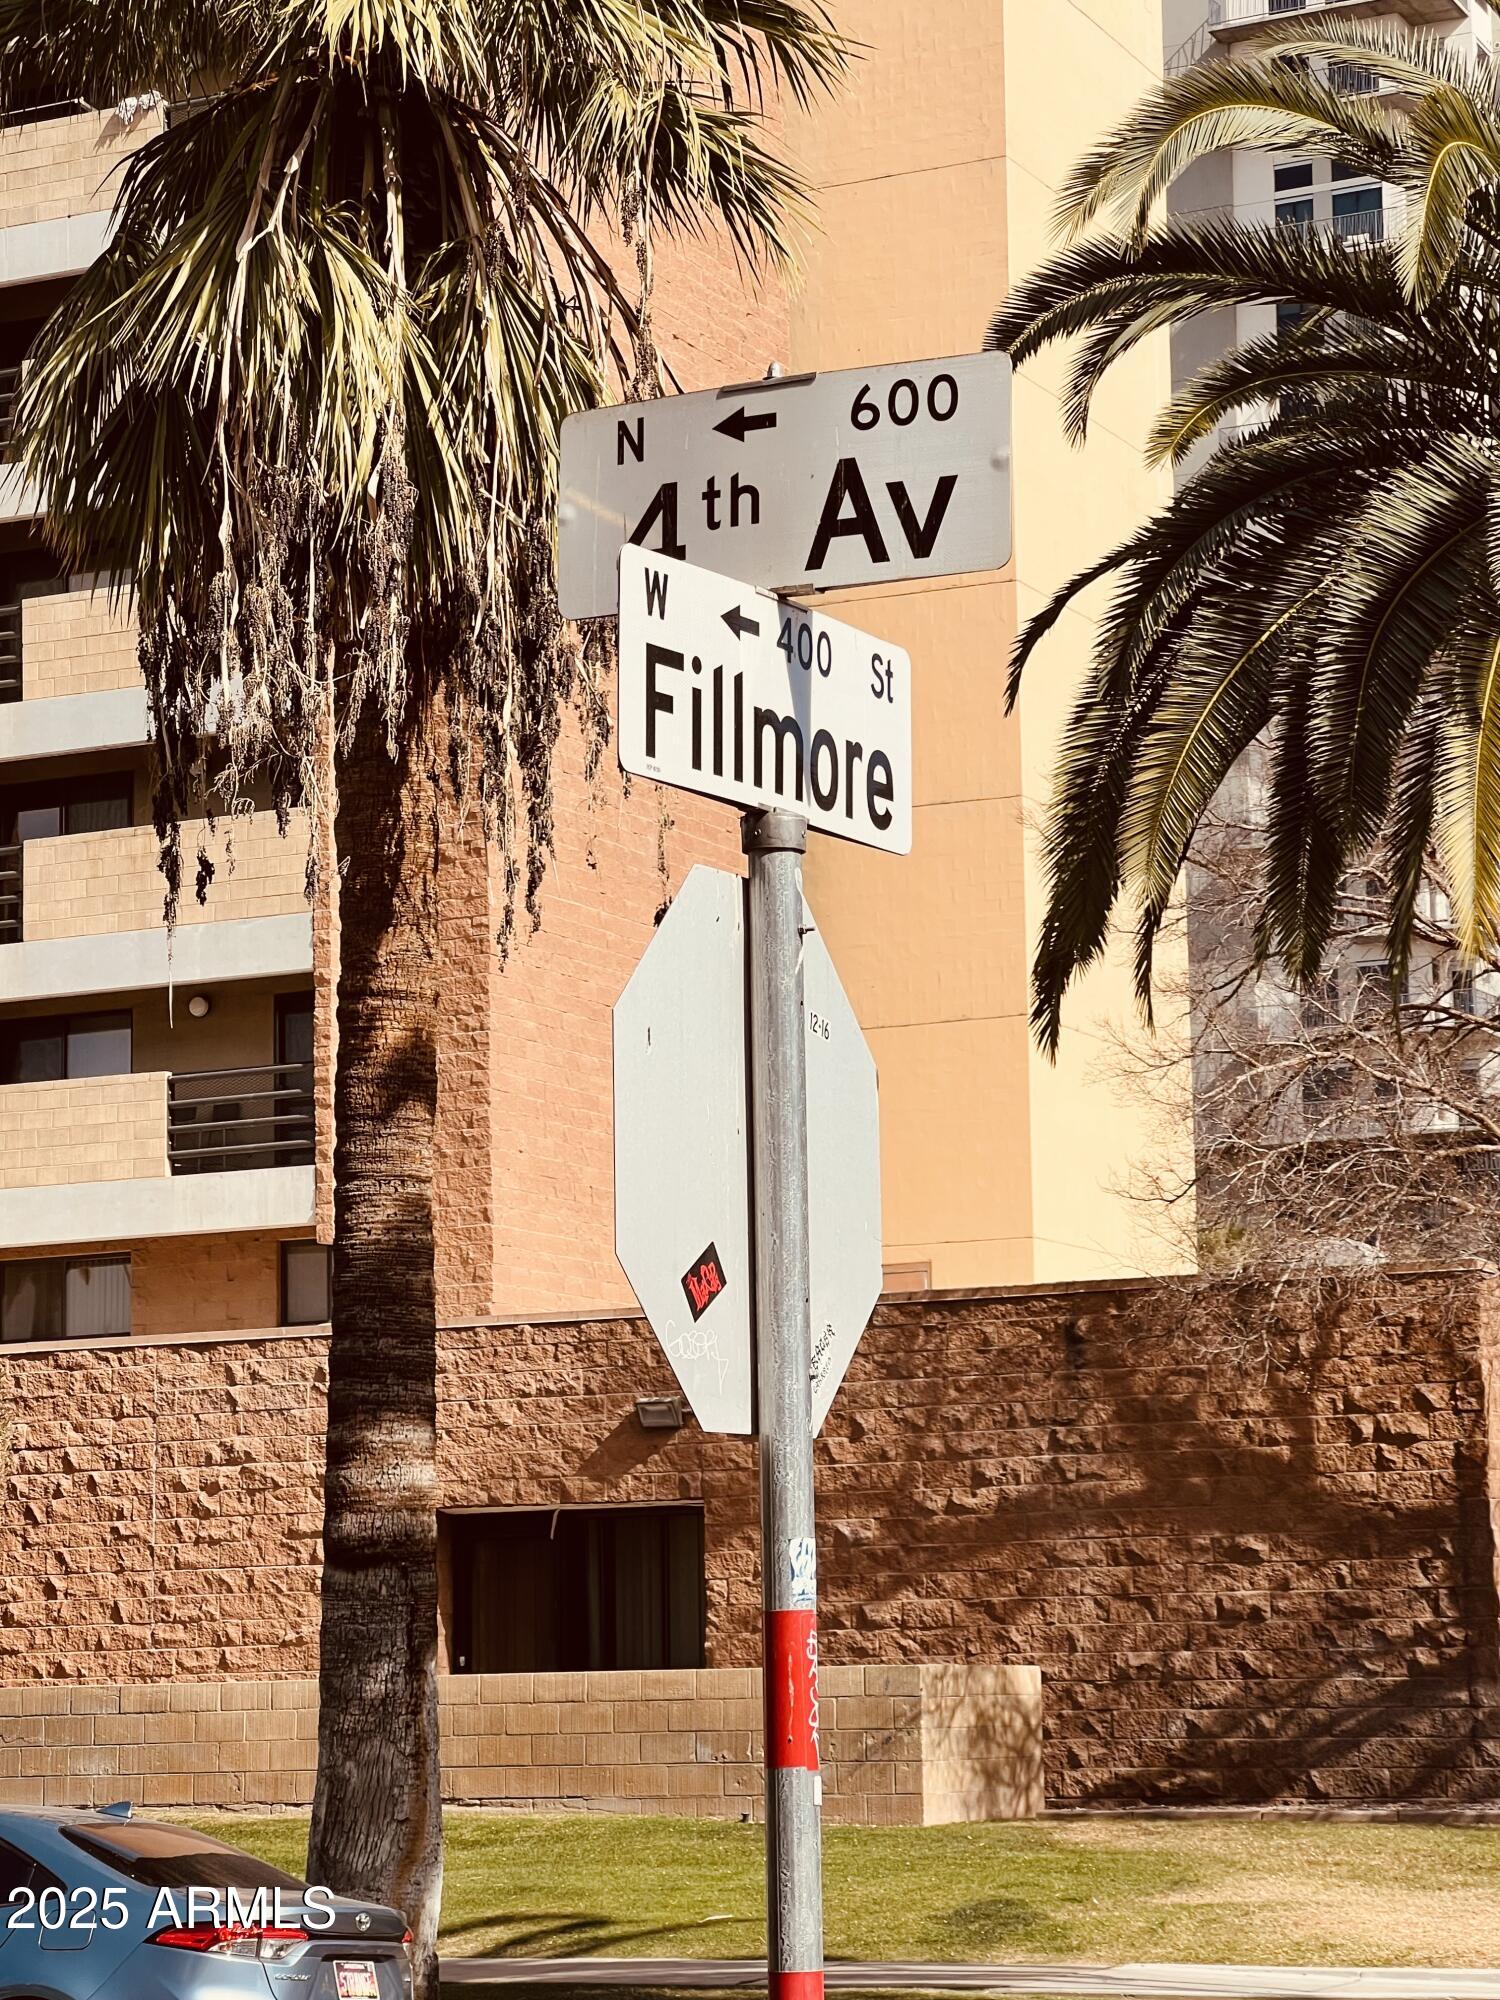 N ← 600
4th Av
W ← 400 St
Fillmore
12-16
2025 ARMLS